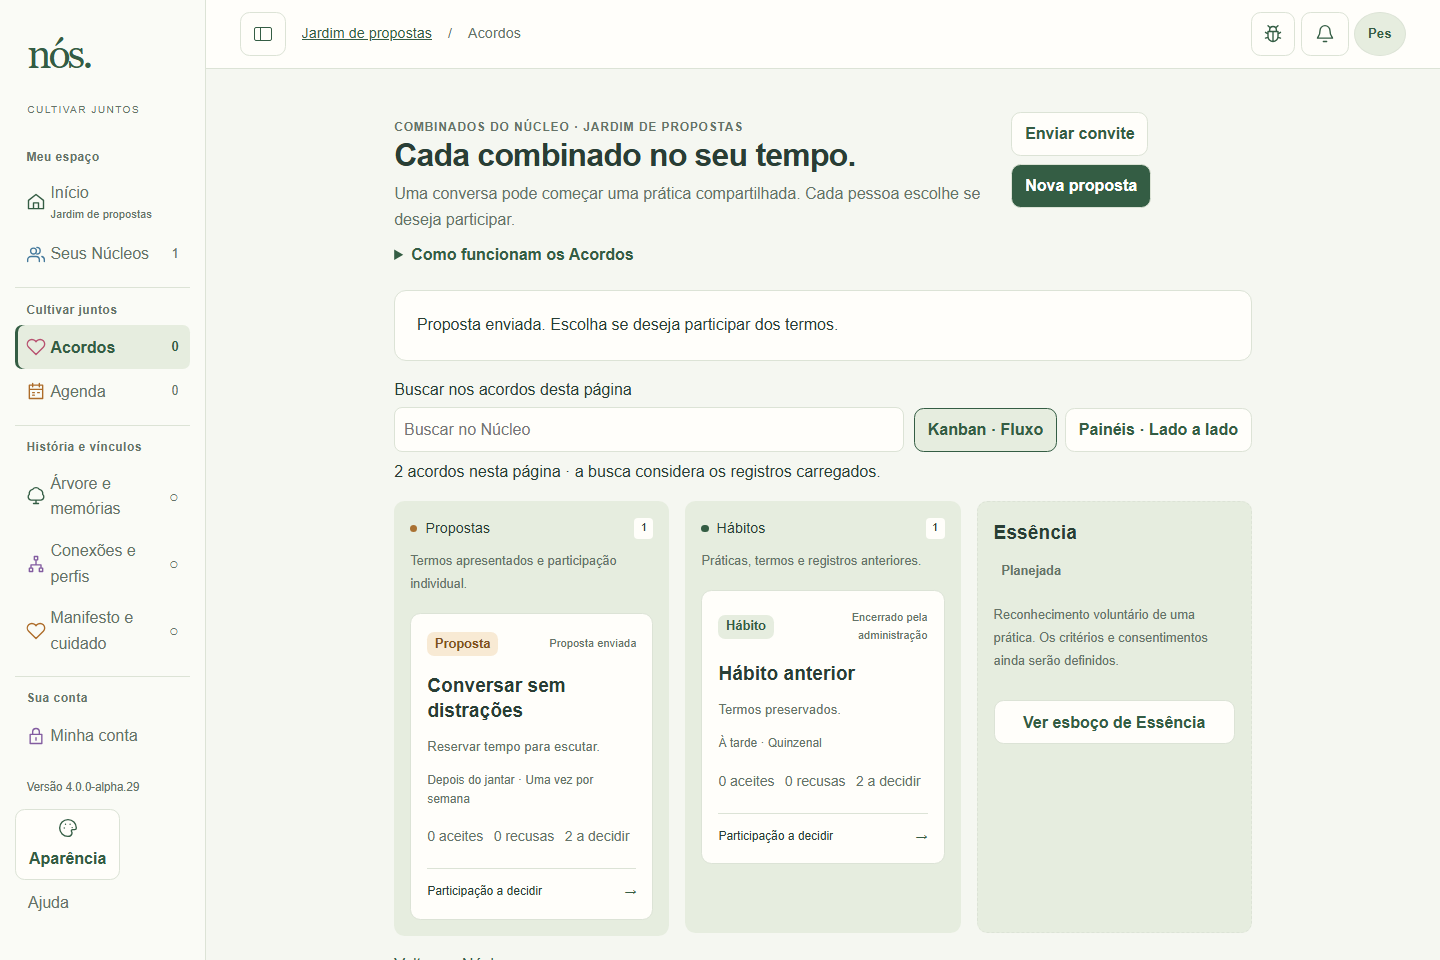 nós.
CULTIVAR JUNTOS
Meu espaço
Início
Jardim de propostas
Seus Núcleos 1
Cultivar juntos
Acordos 0
Agenda 0
História e vínculos
Árvore e
memórias
Conexões e
perfis
Manifesto e
cuidado
Sua conta
Minha conta
Versão 4.0.0-alpha.29
Aparência
Ajuda
Jardim de propostas / Acordos
Pes
COMBINADOS DO NÚCLEO · JARDIM DE PROPOSTAS
Cada combinado no seu tempo.
Uma conversa pode começar uma prática compartilhada. Cada pessoa escolhe se
deseja participar.
Como funcionam os Acordos
Enviar convite
Nova proposta
Proposta enviada. Escolha se deseja participar dos termos.
Buscar nos acordos desta página
Buscar no Núcleo
Kanban · Fluxo
Painéis · Lado a lado
2 acordos nesta página · a busca considera os registros carregados.
Propostas 1
Termos apresentados e participação
individual.
Proposta
Proposta enviada
Conversar sem
distrações
Reservar tempo para escutar.
Depois do jantar · Uma vez por
semana
0 aceites 0 recusas 2 a decidir
Participação a decidir →
Hábitos 1
Práticas, termos e registros anteriores.
Hábito
Encerrado pela
administração
Hábito anterior
Termos preservados.
À tarde · Quinzenal
0 aceites 0 recusas 2 a decidir
Participação a decidir →
Essência
Planejada
Reconhecimento voluntário de uma
prática. Os critérios e consentimentos
ainda serão definidos.
Ver esboço de Essência